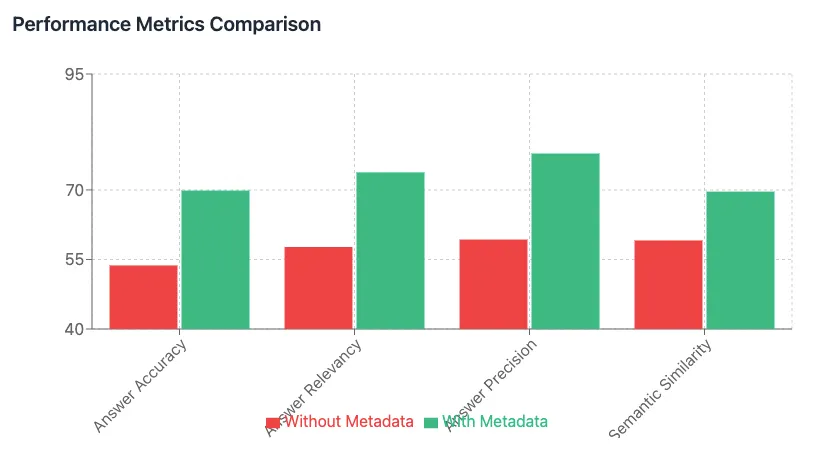 Performance Metrics Comparison
95
70
55
40
Answer Accuracy
Answer Relevancy
Answer Precision
Semantic Similarity
Without Metadata
With Metadata